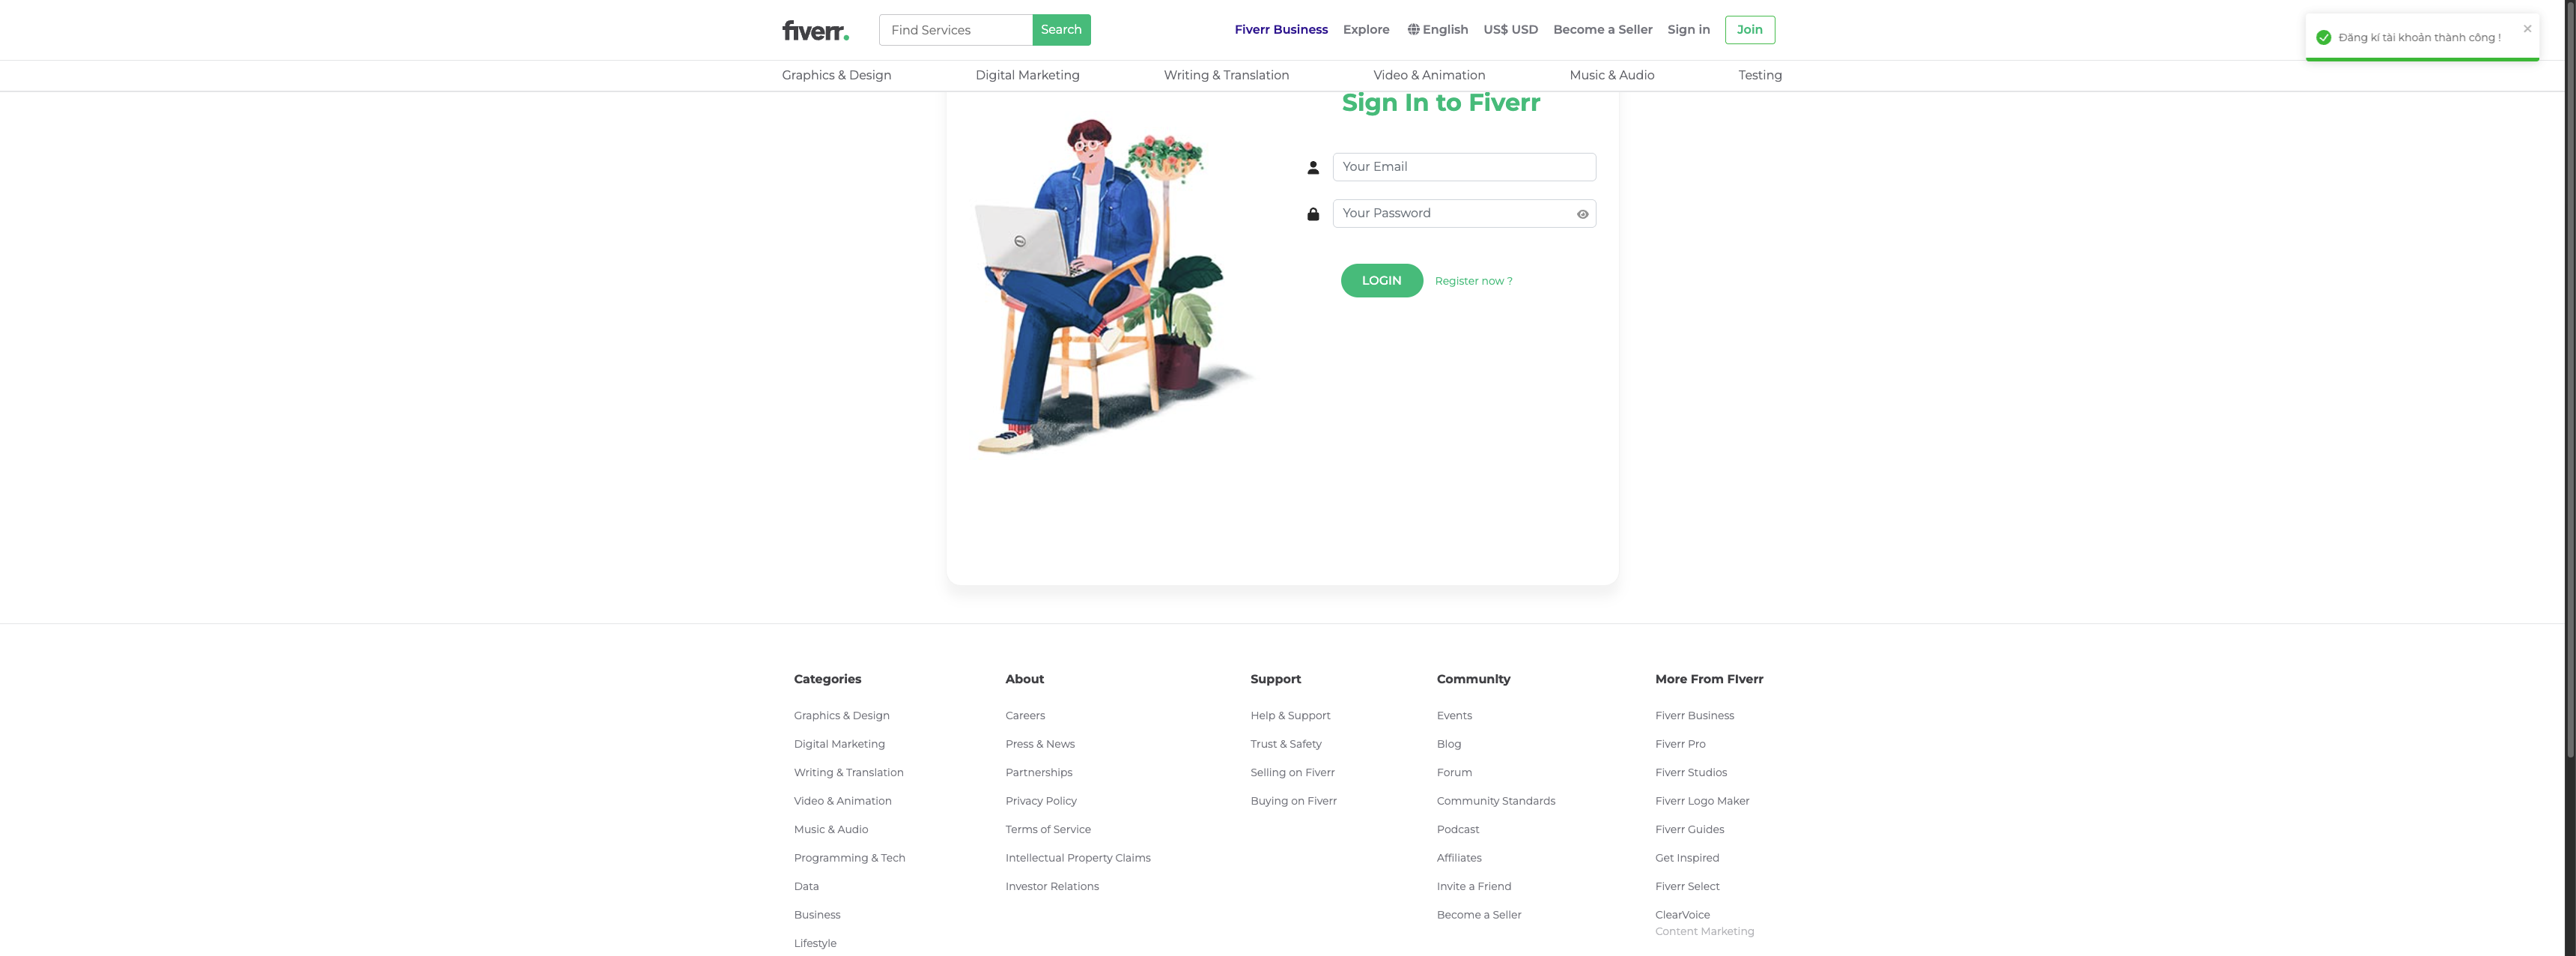 fiverr.
Find Services
Search
Fiverr Business
Explore
English
US$ USD
Become a Seller
Sign in
Join
Đăng kí tài khoản thành công !
Graphics & Design
Digital Marketing
Writing & Translation
Video & Animation
Music & Audio
Testing
Sign In to Fiverr
Your Email
Your Password
LOGIN
Register now ?
Categories
Graphics & Design
Digital Marketing
Writing & Translation
Video & Animation
Music & Audio
Programming & Tech
Data
Business
Lifestyle
About
Careers
Press & News
Partnerships
Privacy Policy
Terms of Service
Intellectual Property Claims
Investor Relations
Support
Help & Support
Trust & Safety
Selling on Fiverr
Buying on Fiverr
Community
Events
Blog
Forum
Community Standards
Podcast
Affiliates
Invite a Friend
Become a Seller
More From FIverr
Fiverr Business
Fiverr Pro
Fiverr Studios
Fiverr Logo Maker
Fiverr Guides
Get Inspired
Fiverr Select
ClearVoice
Content Marketing